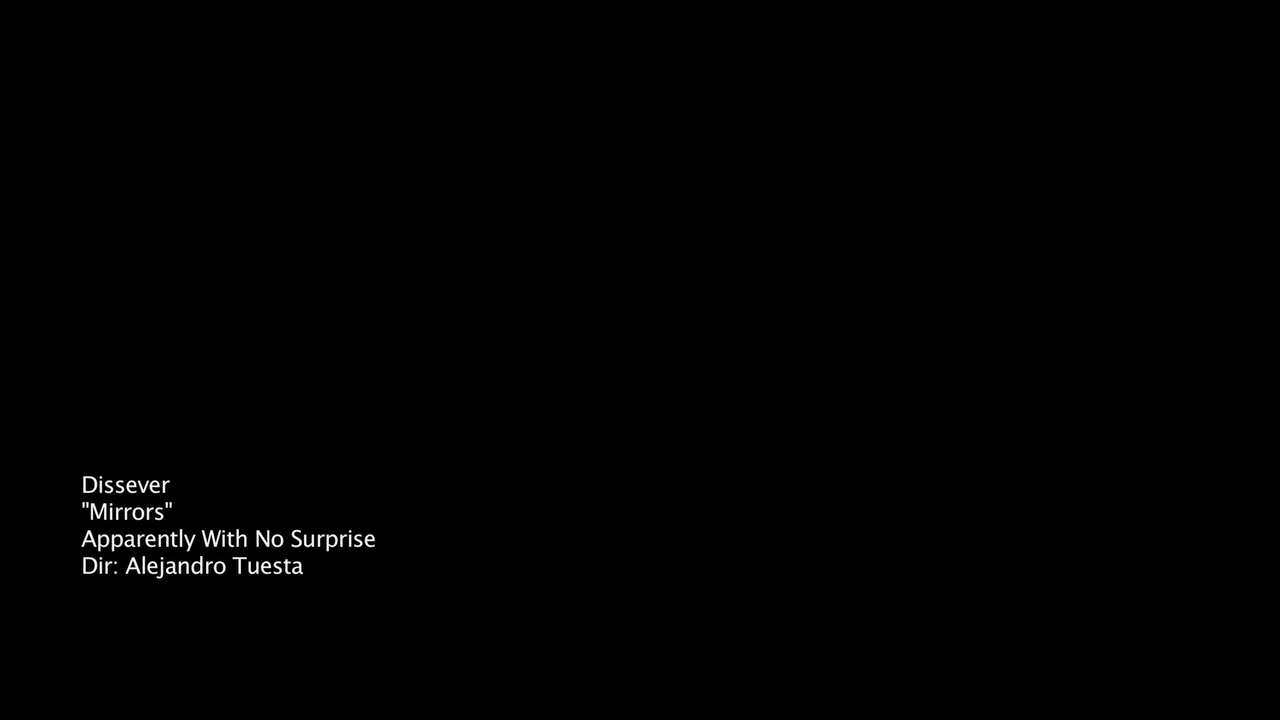 Dissever
"Mirrors"
Apparently With No Surprise
Dir: Alejandro Tuesta